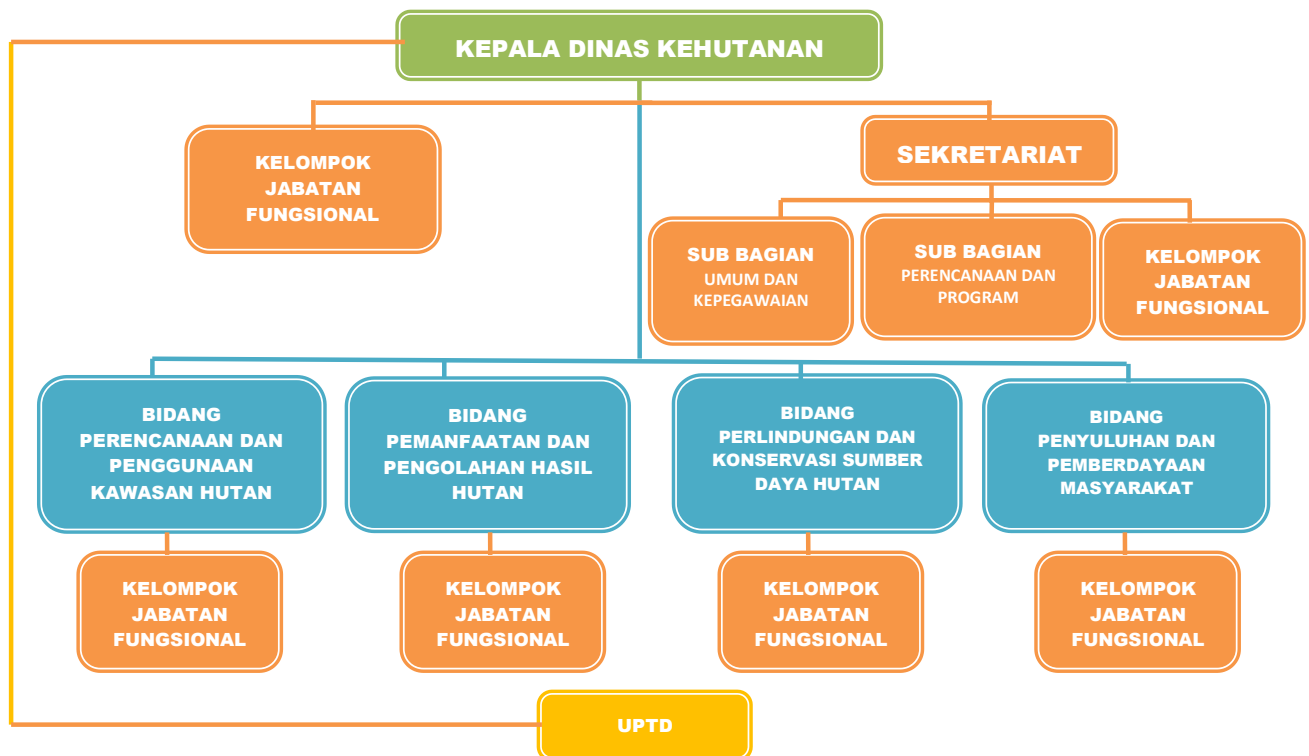 KEPALA DINAS KEHUTANAN
KELOMPOK
JABATAN
FUNGSIONAL
SEKRETARIAT
SUB BAGIAN
UMUM DAN
KEPEGAWAIAN
SUB BAGIAN
PERENCANAAN DAN
PROGRAM
KELOMPOK
JABATAN
FUNGSIONAL
BIDANG
PERENCANAAN DAN
PENGGUNAAN
KAWASAN HUTAN
BIDANG
PEMANFAATAN DAN
PENGOLAHAN HASIL
HUTAN
BIDANG
PERLINDUNGAN DAN
KONSERVASI SUMBER
DAYA HUTAN
BIDANG
PENYULUHAN DAN
PEMBERDAYAAN
MASYARAKAT
KELOMPOK
JABATAN
FUNGSIONAL
KELOMPOK
JABATAN
FUNGSIONAL
KELOMPOK
JABATAN
FUNGSIONAL
KELOMPOK
JABATAN
FUNGSIONAL
UPTD